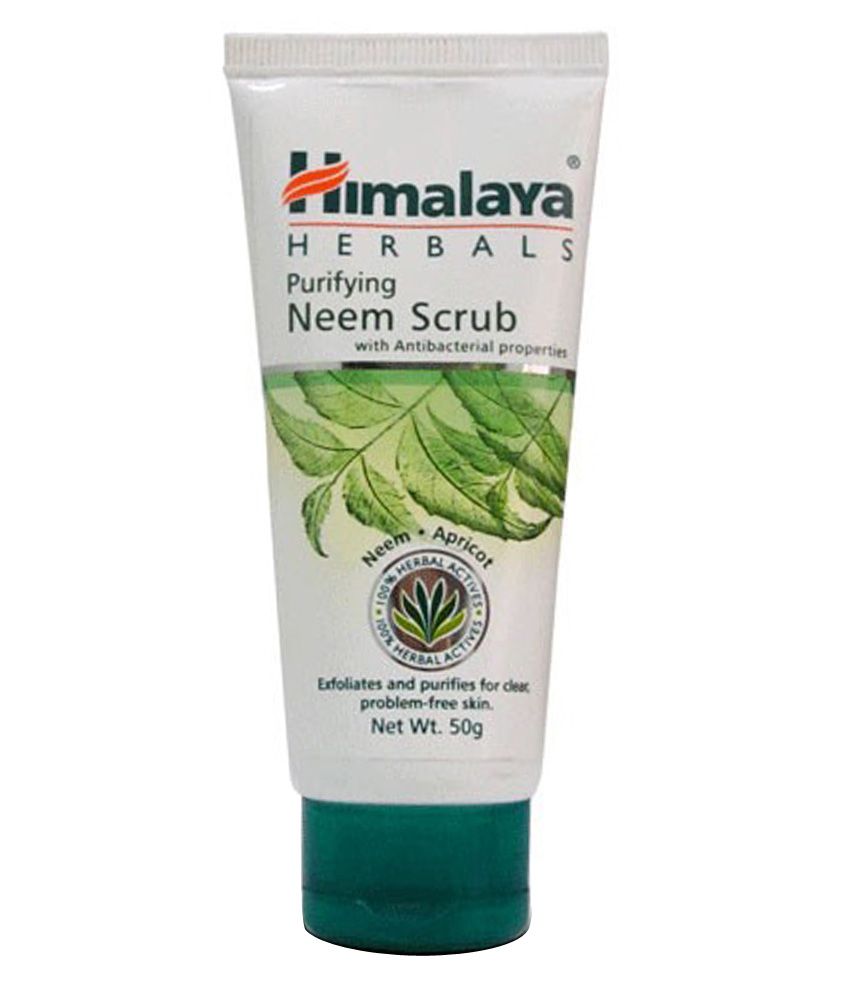 Himalaya®
HERBALS
Purifying
Neem Scrub
with Antibacterial properties
Neem • Apricot
100% HERBAL ACTIVES •
100% HERBAL ACTIVES •
Exfoliates and purifies for clear,
problem-free skin.
Net Wt. 50g